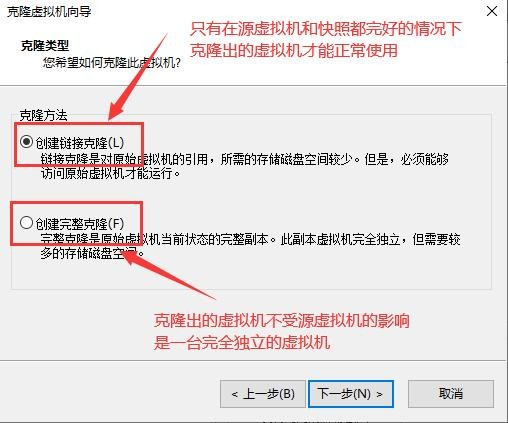 克隆虚拟机向导
只有在源虚拟机和快照都完好的情况下
克隆出的虚拟机才能正常使用
克隆类型
您希望如何克隆此虚拟机?
克隆方法
创建链接克隆(L)
链接克隆是对原始虚拟机的引用，所需的存储磁盘空间较少。但是，必须能够
访问原始虚拟机才能运行。
创建完整克隆(F)
完整克隆是原始虚拟机当前状态的完整副本。此副本虚拟机完全独立，但需要较
多的存储磁盘空间。
克隆出的虚拟机不受源虚拟机的影响
是一台完全独立的虚拟机
< 上一步(B) 下一步(N) > 取消